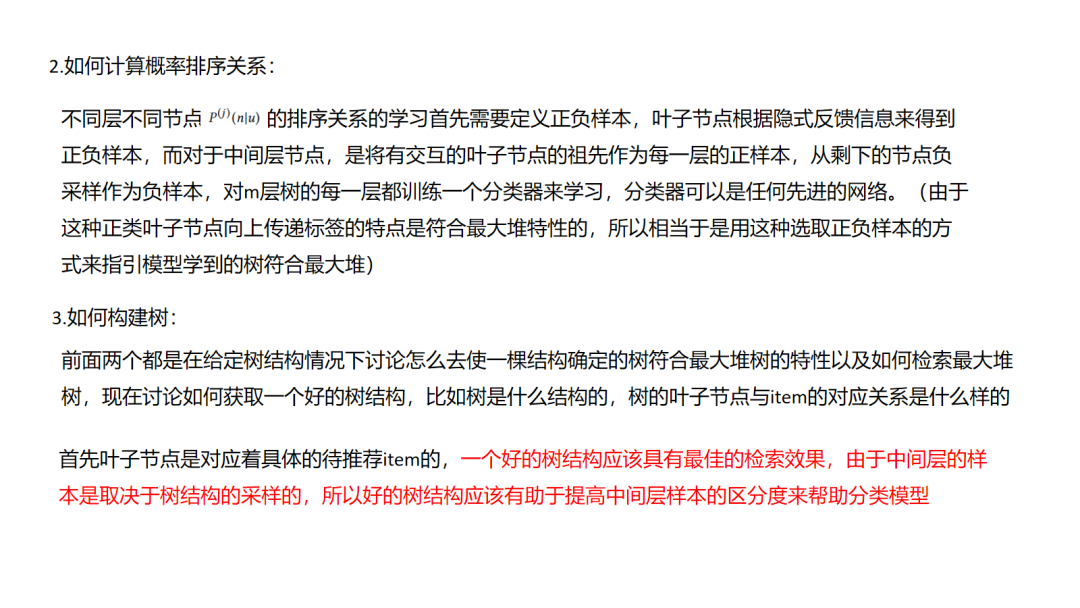 2.如何计算概率排序关系：
不同层不同节点 P^(j)(n|u) 的排序关系的学习首先需要定义正负样本，叶子节点根据隐式反馈信息来得到
正负样本，而对于中间层节点，是将有交互的叶子节点的祖先作为每一层的正样本，从剩下的节点负
采样作为负样本，对m层树的每一层都训练一个分类器来学习，分类器可以是任何先进的网络。（由于
这种正类叶子节点向上传递标签的特点是符合最大堆特性的，所以相当于是用这种选取正负样本的方
式来指引模型学到的树符合最大堆）
3.如何构建树：
前面两个都是在给定树结构情况下讨论怎么去使一棵结构确定的树符合最大堆树的特性以及如何检索最大堆
树，现在讨论如何获取一个好的树结构，比如树是什么结构的，树的叶子节点与item的对应关系是什么样的
首先叶子节点是对应着具体的待推荐item的，一个好的树结构应该具有最佳的检索效果，由于中间层的样
本是取决于树结构的采样的，所以好的树结构应该有助于提高中间层样本的区分度来帮助分类模型